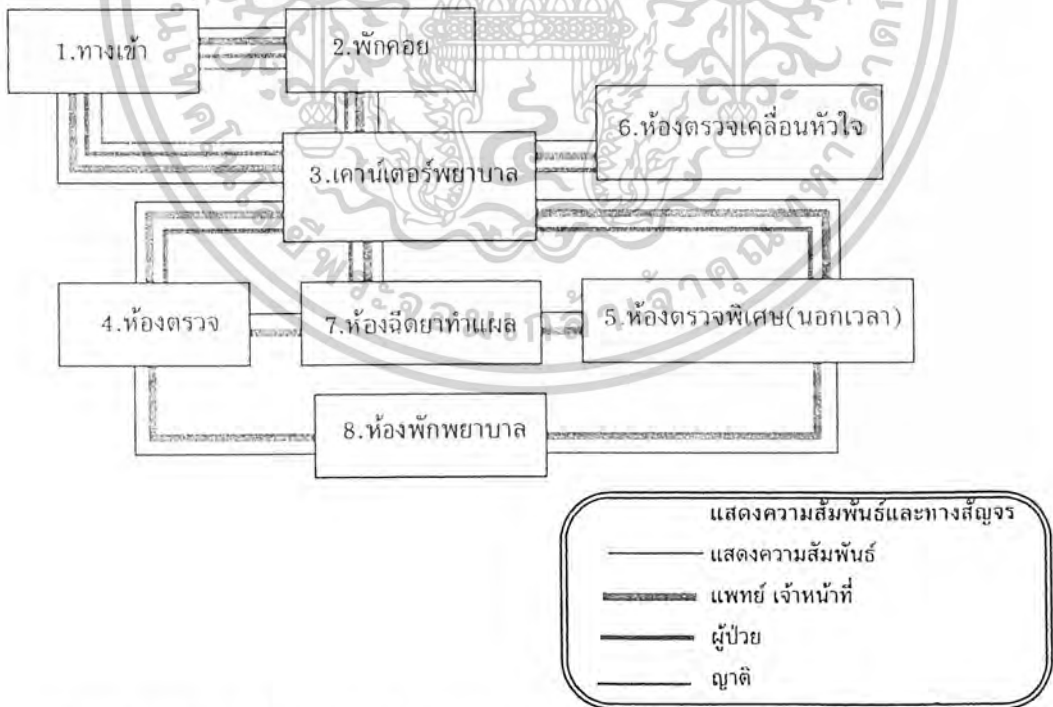 1.ทางเข้า
2.พักคอย
6.ห้องตรวจเคลื่อนหัวใจ
3.เคาน์เตอร์พยาบาล
4.ห้องตรวจ
7.ห้องฉีดยาทำแผล
5.ห้องตรวจพิเศษ(นอกเวลา)
8.ห้องพักพยาบาล
แสดงความสัมพันธ์และทางสัญจร
แสดงความสัมพันธ์
แพทย์ เจ้าหน้าที่
ผู้ป่วย
ญาติ